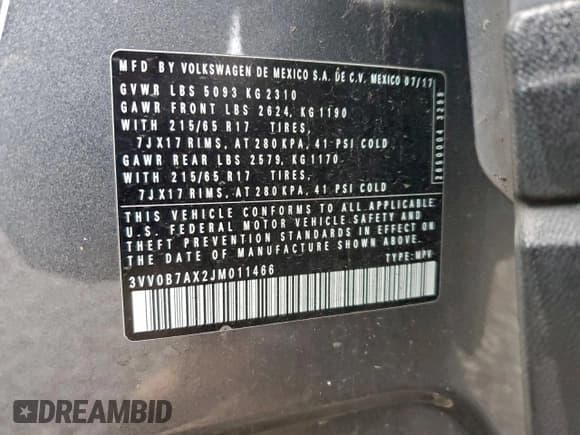 MFD BY VOLKSWAGEN DE MEXICO S.A. DE C.V. MEXICO 07/17
GVWR LBS 5093 KG 2310
GAWR FRONT LBS 2624, KG 1190
WITH 215/65 R17 TIRES,
7JX17 RIMS, AT 280 KPA, 41 PSI COLD
GAWR REAR LBS 2579, KG 1170
WITH 215/65 R17 TIRES,
7JX17 RIMS, AT 280 KPA, 41 PSI COLD
THIS VEHICLE CONFORMS TO ALL APPLICABLE
U.S. FEDERAL MOTOR VEHICLE SAFETY AND
THEFT PREVENTION STANDARDS IN EFFECT ON
THE DATE OF MANUFACTURE SHOWN ABOVE.
3VV0B7AX2JM011466
TYPE: MPV
DREAMBID